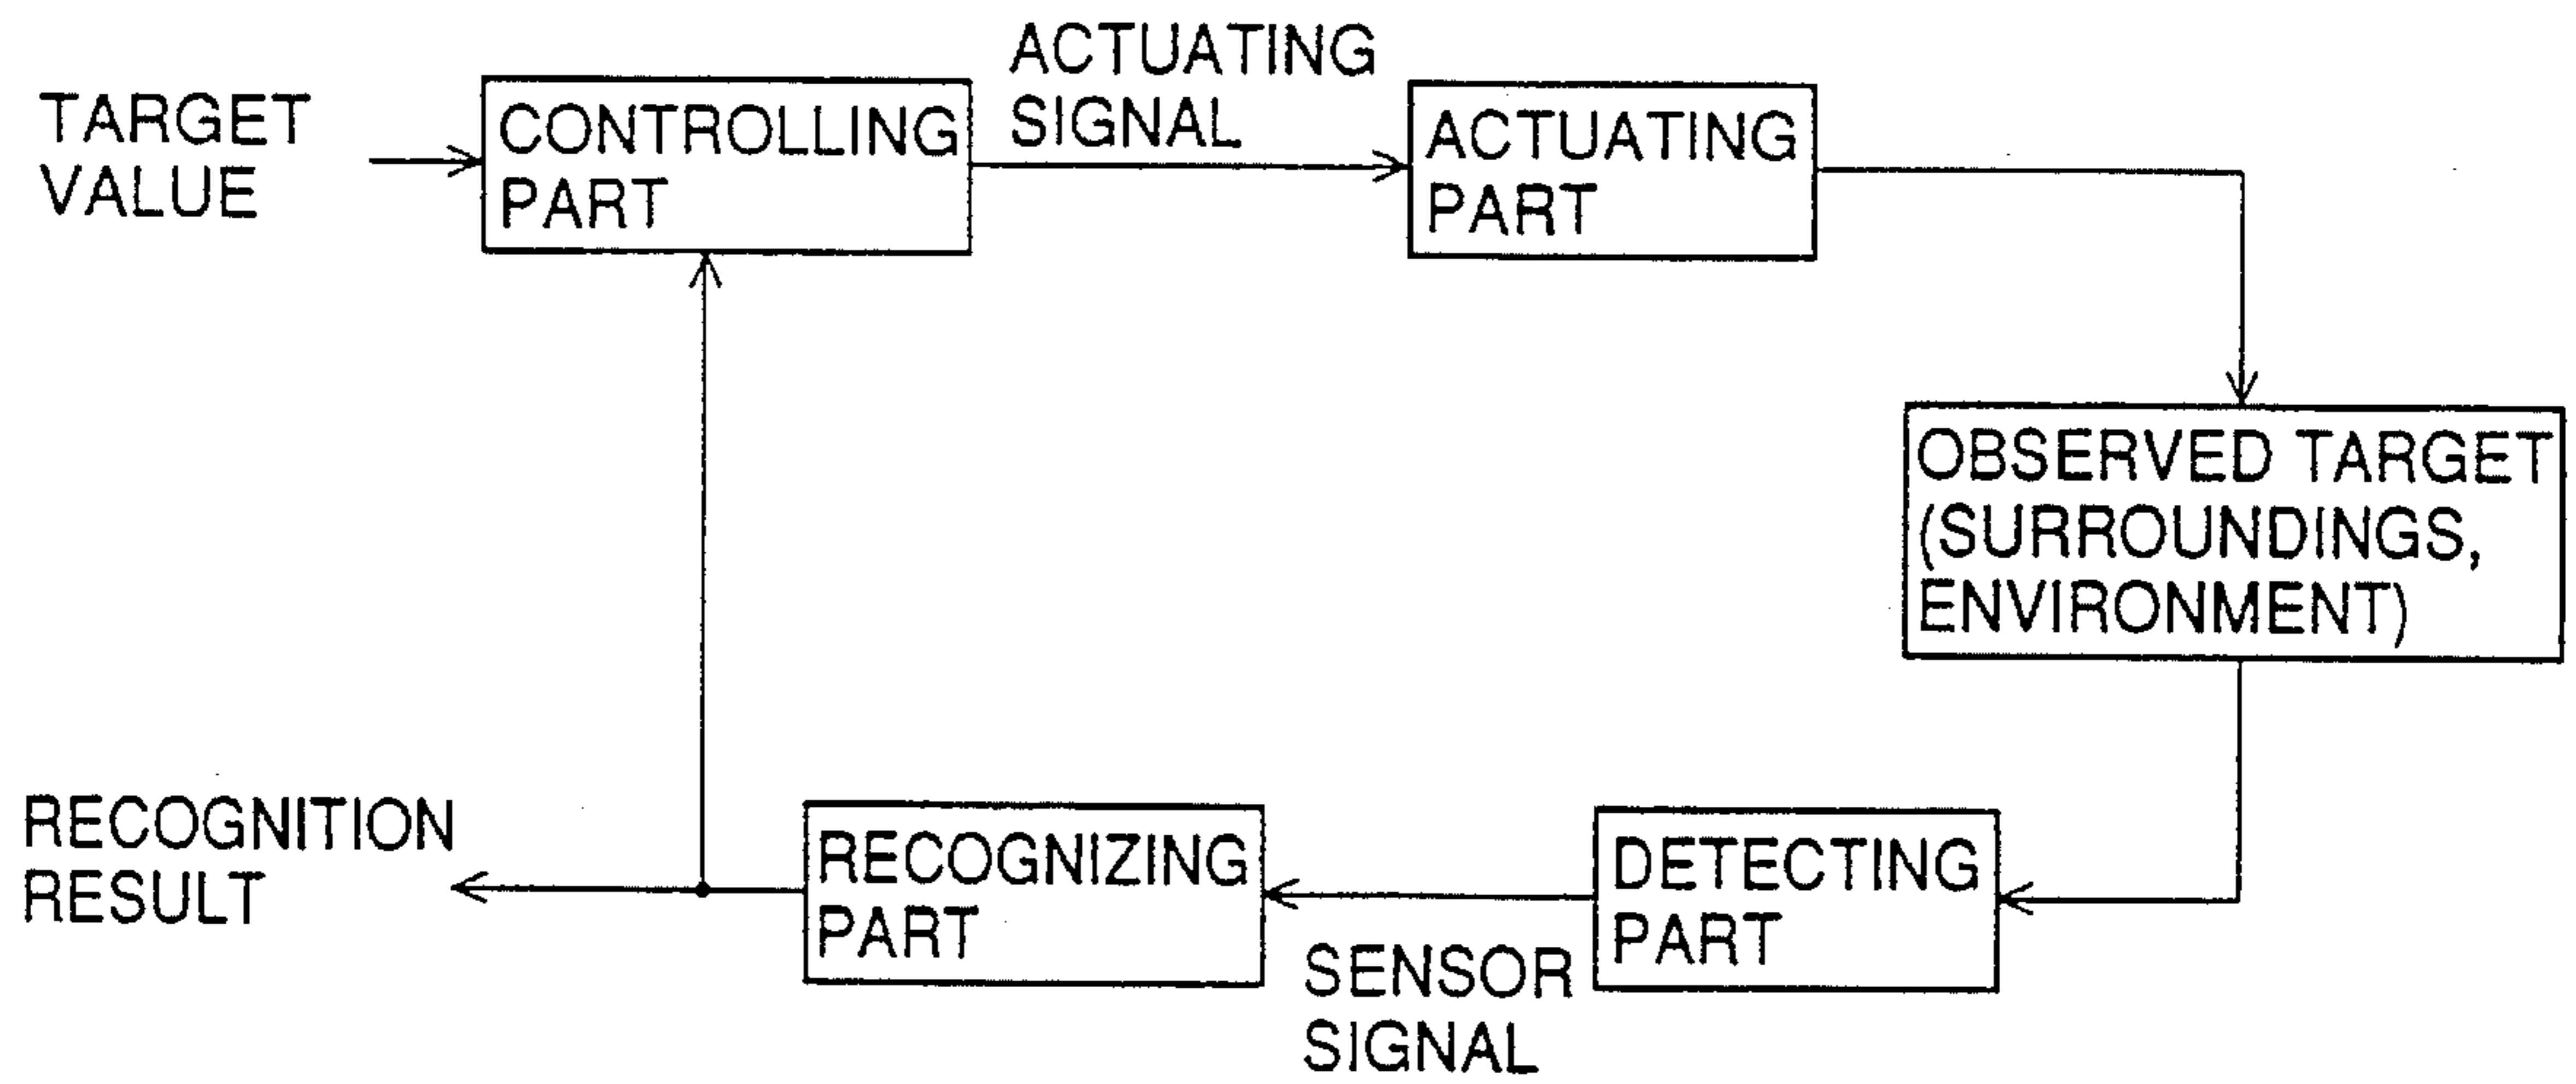 TARGET
VALUE
CONTROLLING
PART
ACTUATING
SIGNAL
ACTUATING
PART
OBSERVED TARGET
(SURROUNDINGS,
ENVIRONMENT)
RECOGNITION
RESULT
RECOGNIZING
PART
SENSOR
SIGNAL
DETECTING
PART